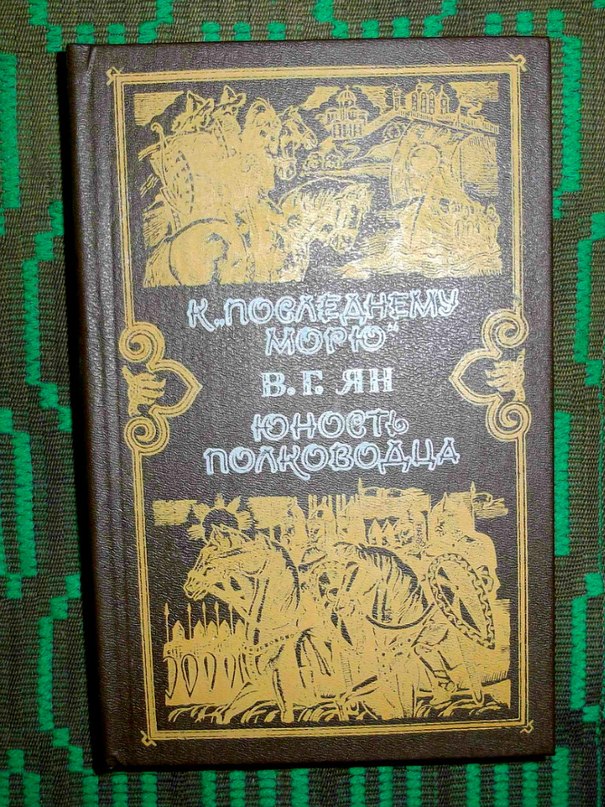 К „ПОСЛЕДНЕМУ
МОРЮ“
В. Г. ЯН
ЮНОСТЬ
ПОЛКОВОДЦА